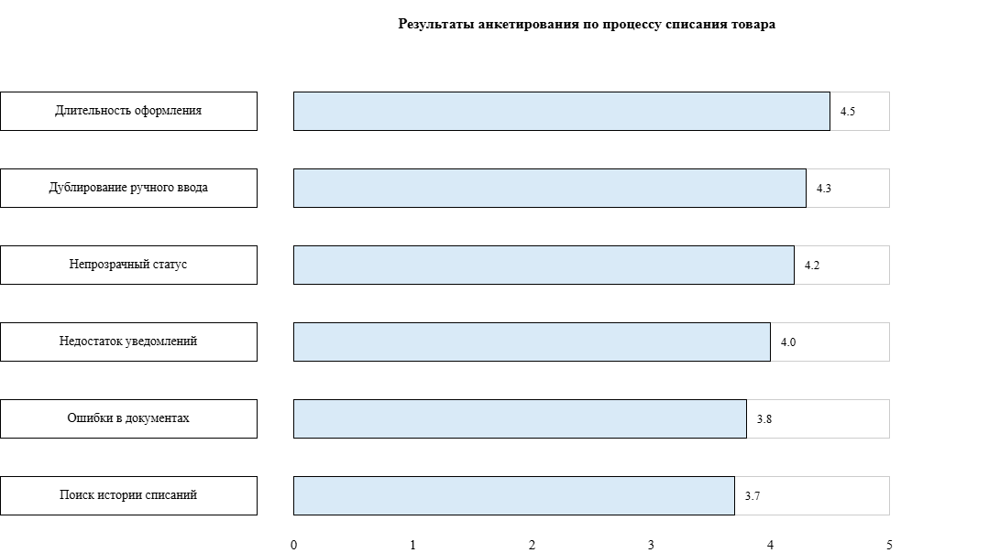 Результаты анкетирования по процессу списания товара
Длительность оформления
4.5
Дублирование ручного ввода
4.3
Непрозрачный статус
4.2
Недостаток уведомлений
4.0
Ошибки в документах
3.8
Поиск истории списаний
3.7
0 1 2 3 4 5